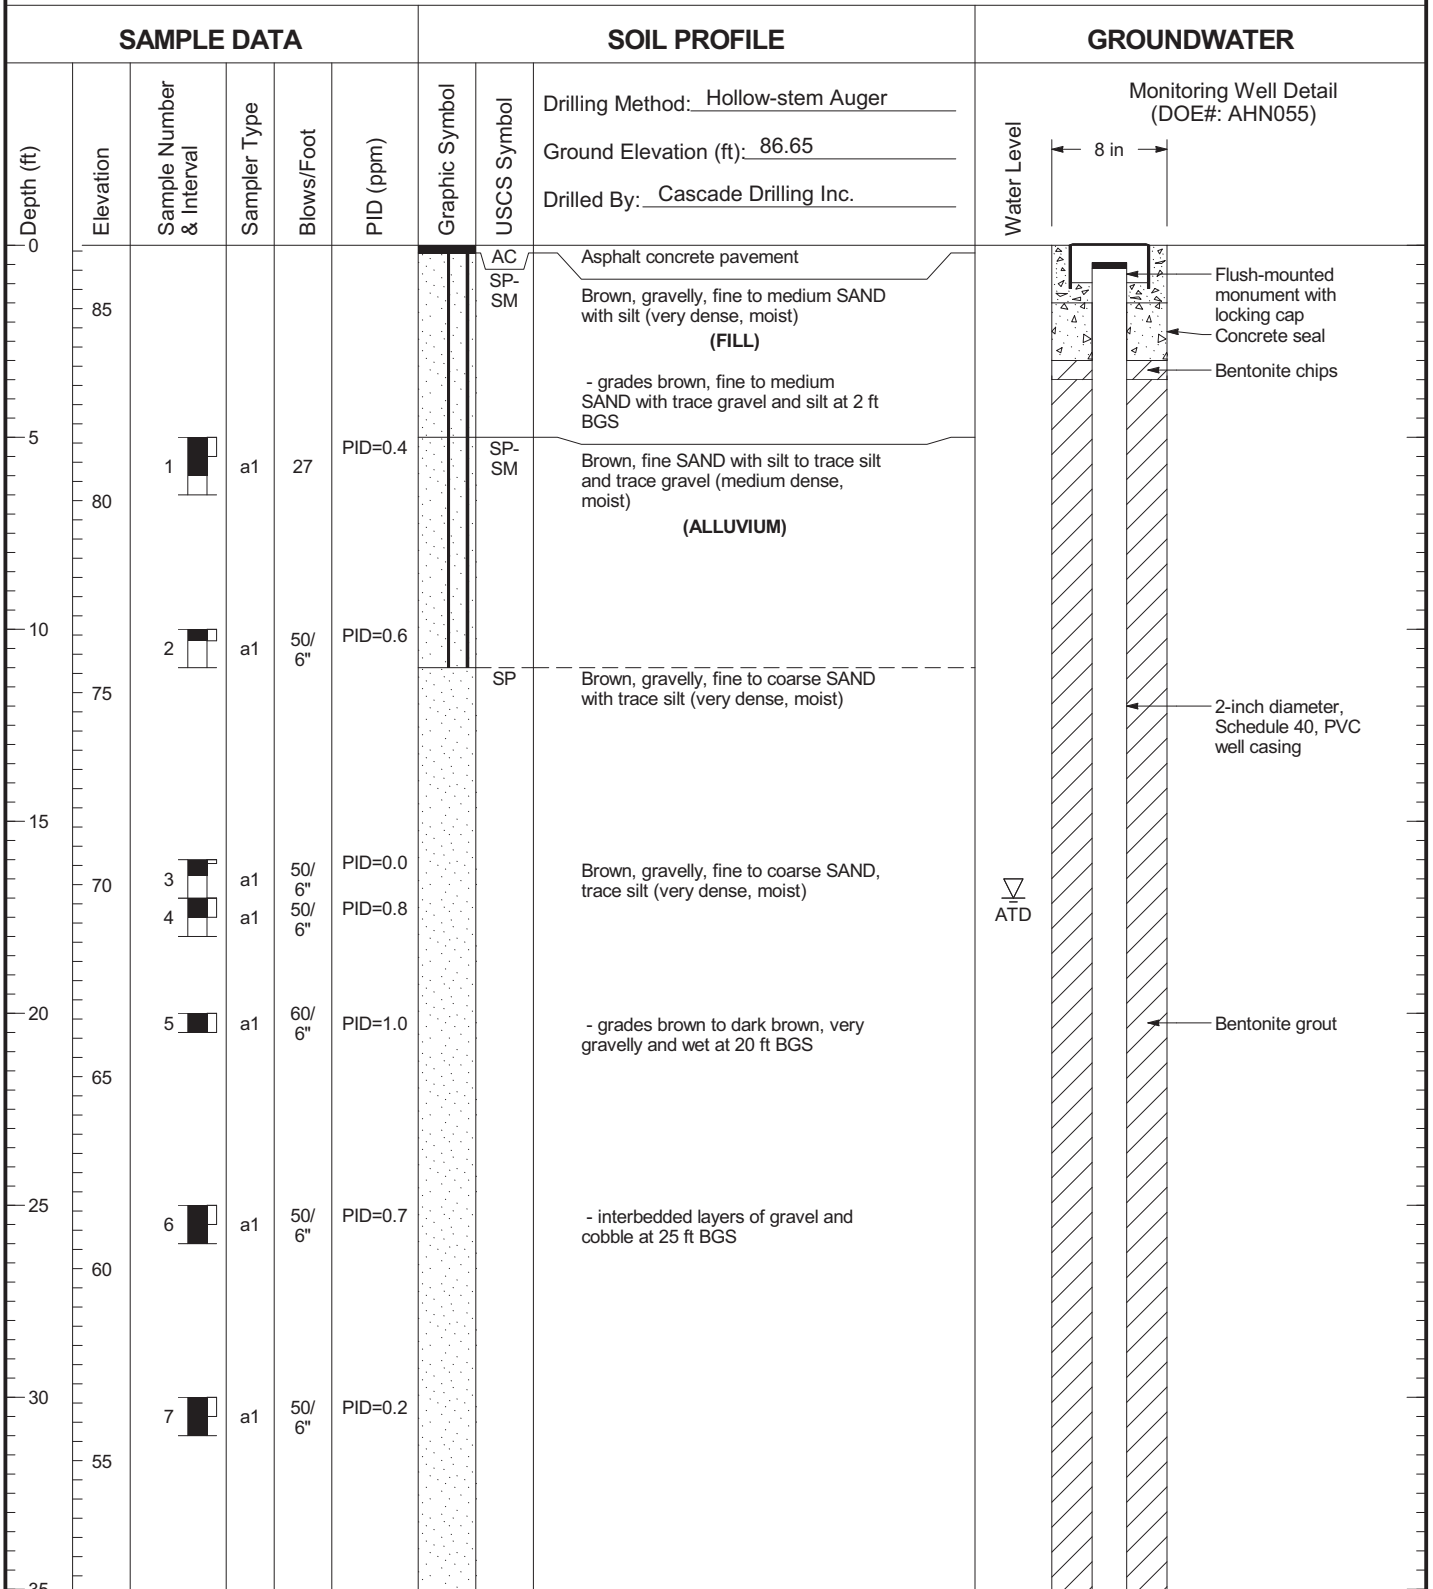 SAMPLE DATA
SOIL PROFILE
GROUNDWATER
Depth (ft)
Elevation
Sample Number
& Interval
Sampler Type
Blows/Foot
PID (ppm)
Graphic Symbol
USCS Symbol
Drilling Method: Hollow-stem Auger
Ground Elevation (ft): 86.65
Drilled By: Cascade Drilling Inc.
Water Level
Monitoring Well Detail
(DOE#: AHN055)
8 in
0
AC
Asphalt concrete pavement
SP-
SM
Brown, gravelly, fine to medium SAND
with silt (very dense, moist)
(FILL)
85
- grades brown, fine to medium
SAND with trace gravel and silt at 2 ft
BGS
Flush-mounted
monument with
locking cap
Concrete seal
Bentonite chips
5
1
a1
27
PID=0.4
SP-
SM
Brown, fine SAND with silt to trace silt
and trace gravel (medium dense,
moist)
(ALLUVIUM)
80
10
2
a1
50/
6"
PID=0.6
SP
Brown, gravelly, fine to coarse SAND
with trace silt (very dense, moist)
75
2-inch diameter,
Schedule 40, PVC
well casing
15
3
a1
50/
6"
PID=0.0
Brown, gravelly, fine to coarse SAND,
trace silt (very dense, moist)
70
4
a1
50/
6"
PID=0.8
ATD
20
5
a1
60/
6"
PID=1.0
- grades brown to dark brown, very
gravelly and wet at 20 ft BGS
Bentonite grout
65
25
6
a1
50/
6"
PID=0.7
- interbedded layers of gravel and
cobble at 25 ft BGS
60
30
7
a1
50/
6"
PID=0.2
55
35